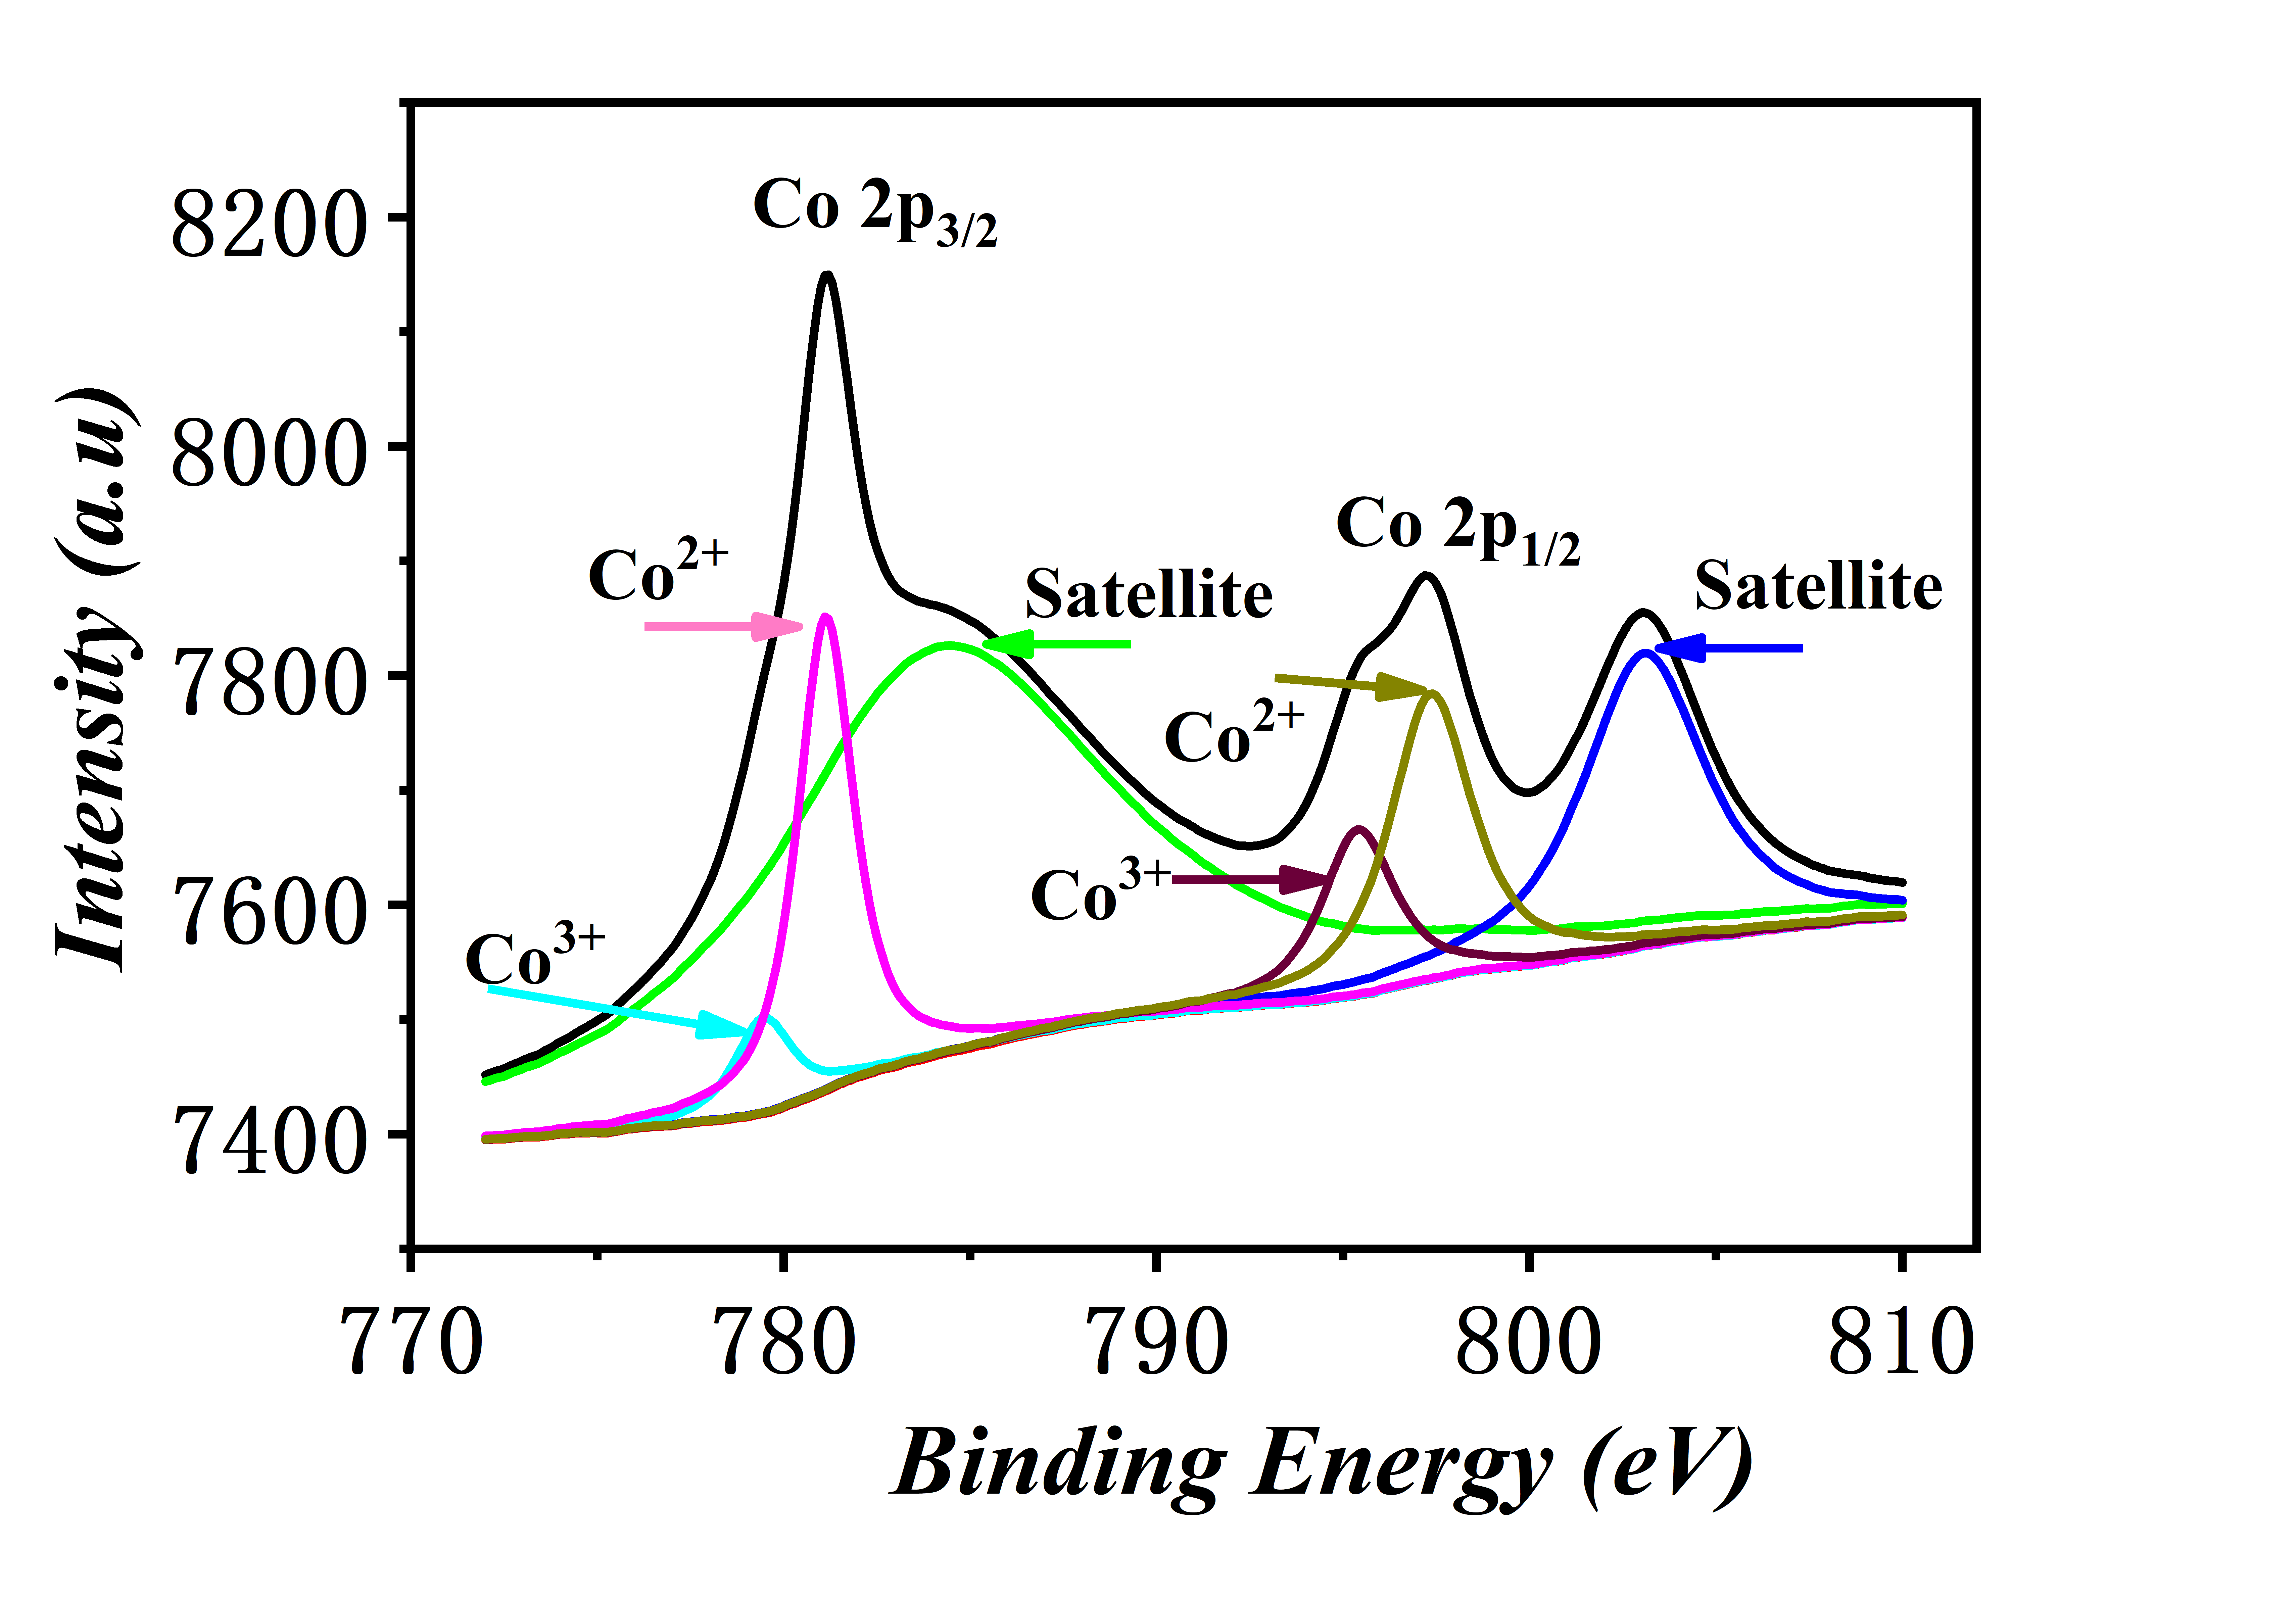 Co 2p3/2
8200
8000
Co 2p1/2
Co2+
Satellite
Satellite
7800
Co2+
Co3+
7600
Co3+
7400
Intensity (a.u)
770 780 790 800 810
Binding Energy (eV)